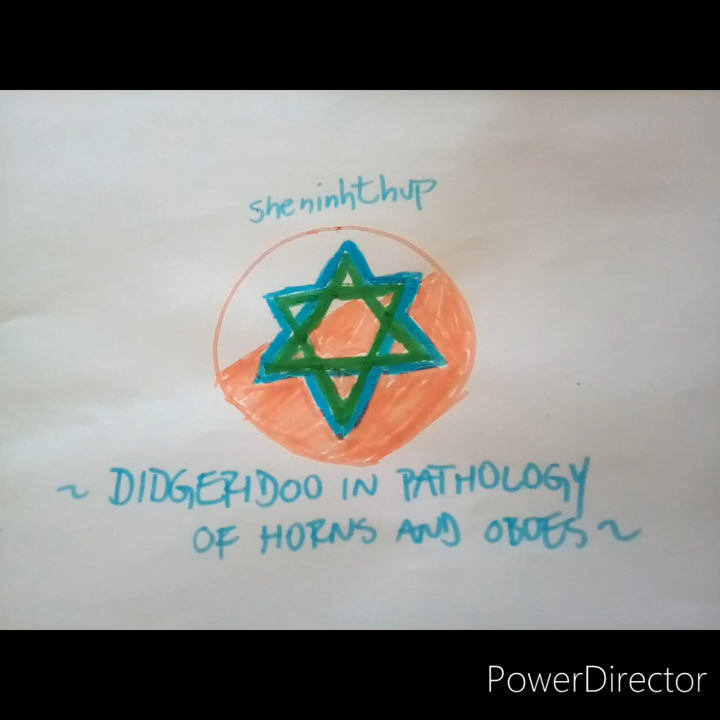 sheninhthup
~ DIDGERIDOO IN PATHOLOGY
OF HORNS AND OBOES ~
PowerDirector